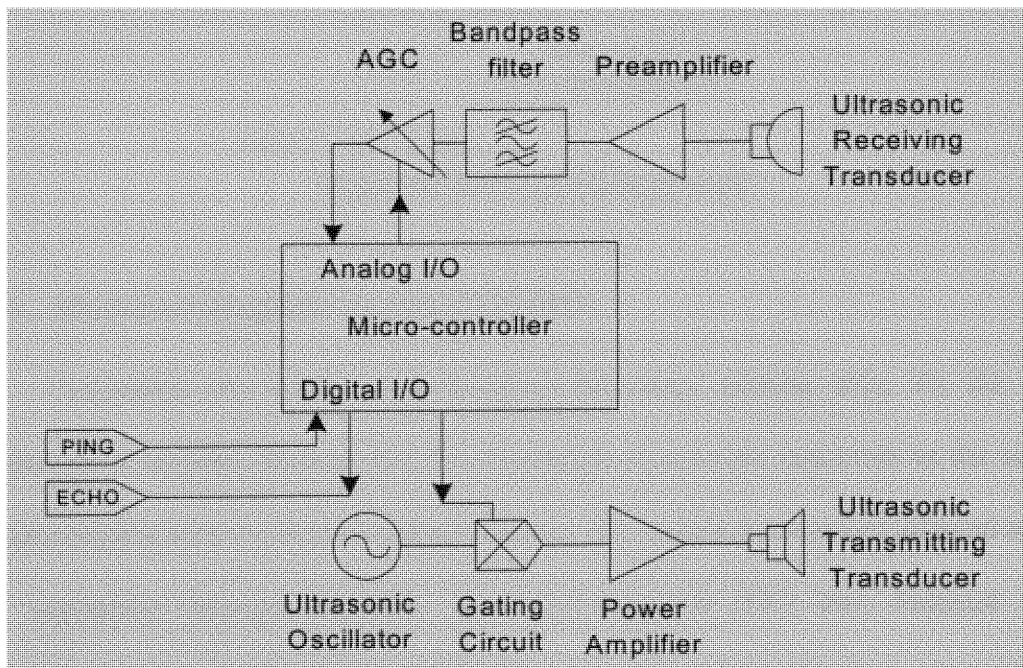 AGC
Bandpass
filter
Preamplifier
Ultrasonic
Receiving
Transducer
Analog I/O
Micro-controller
Digital I/O
PING
ECHO
Ultrasonic
Oscillator
Gating
Circuit
Power
Amplifier
Ultrasonic
Transmitting
Transducer